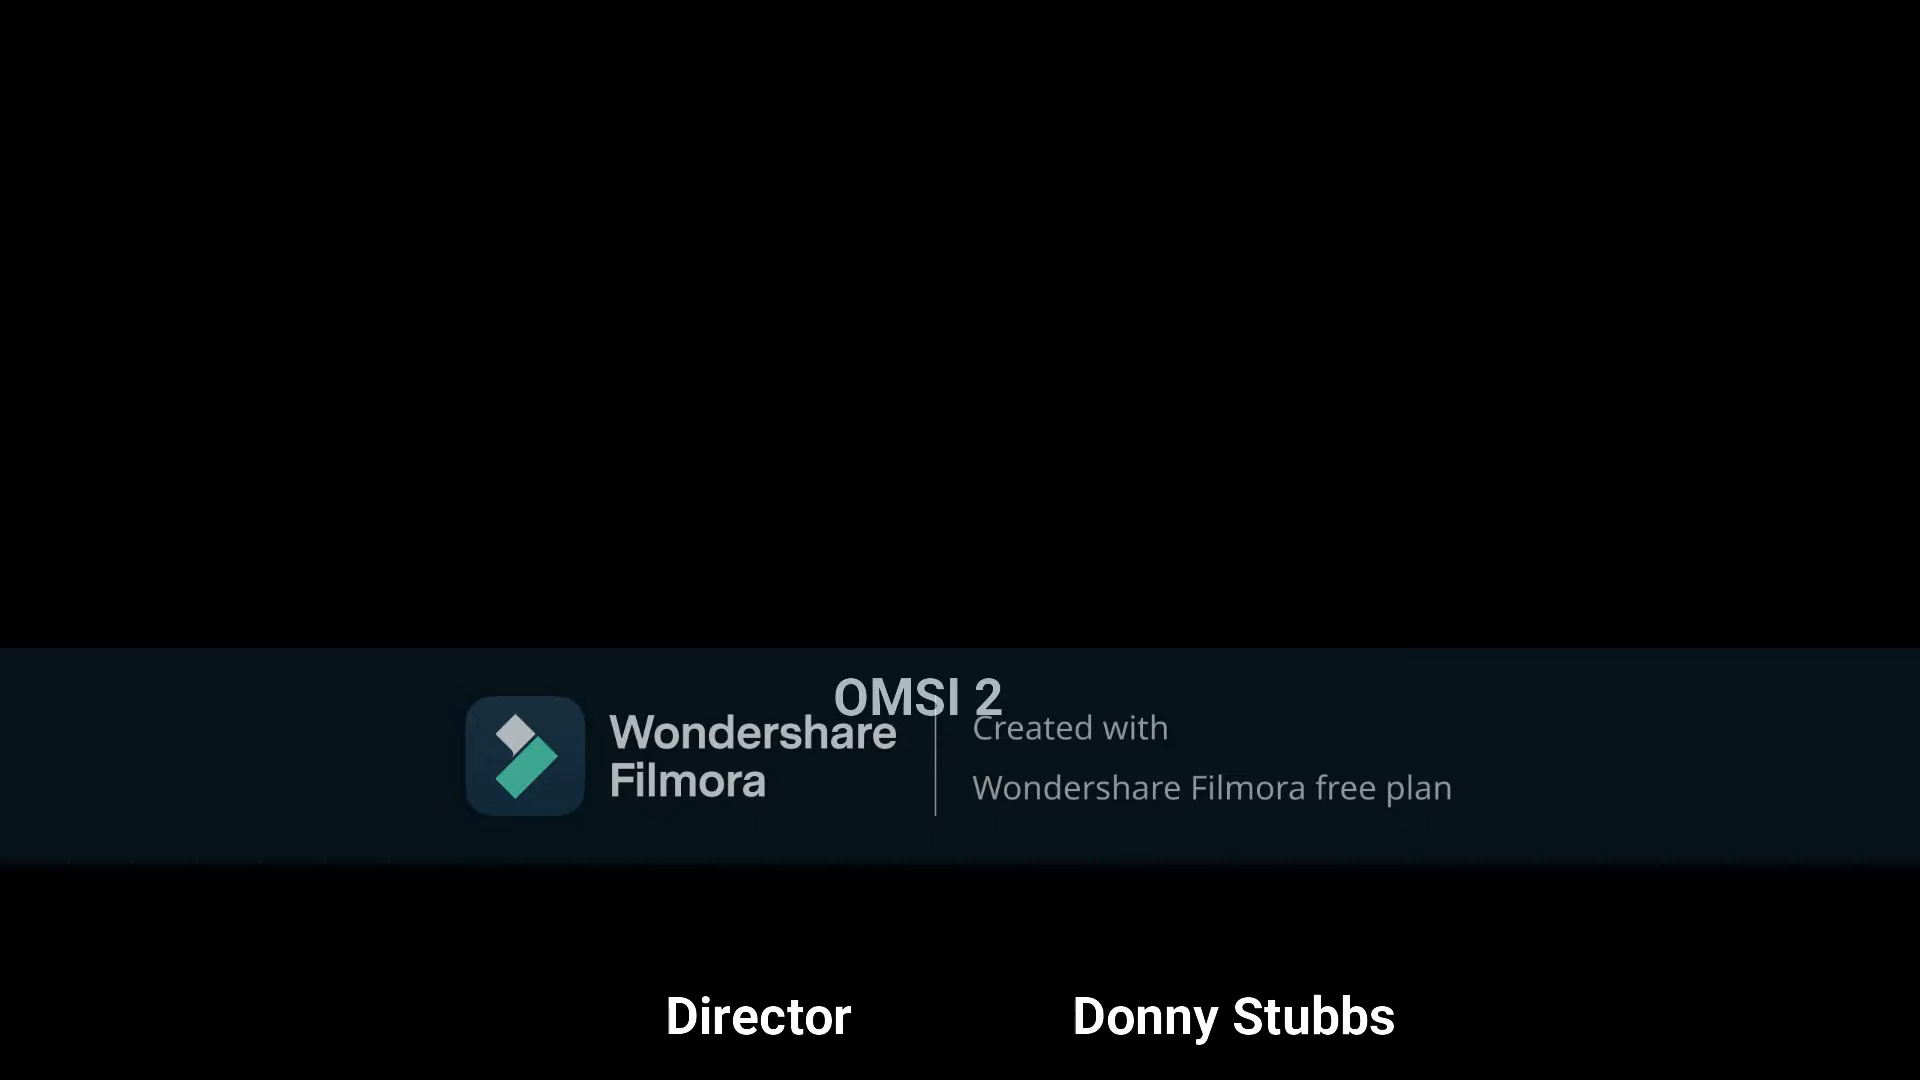 OMSI 2
Wondershare
Filmora
Created with
Wondershare Filmora free plan
Director Donny Stubbs